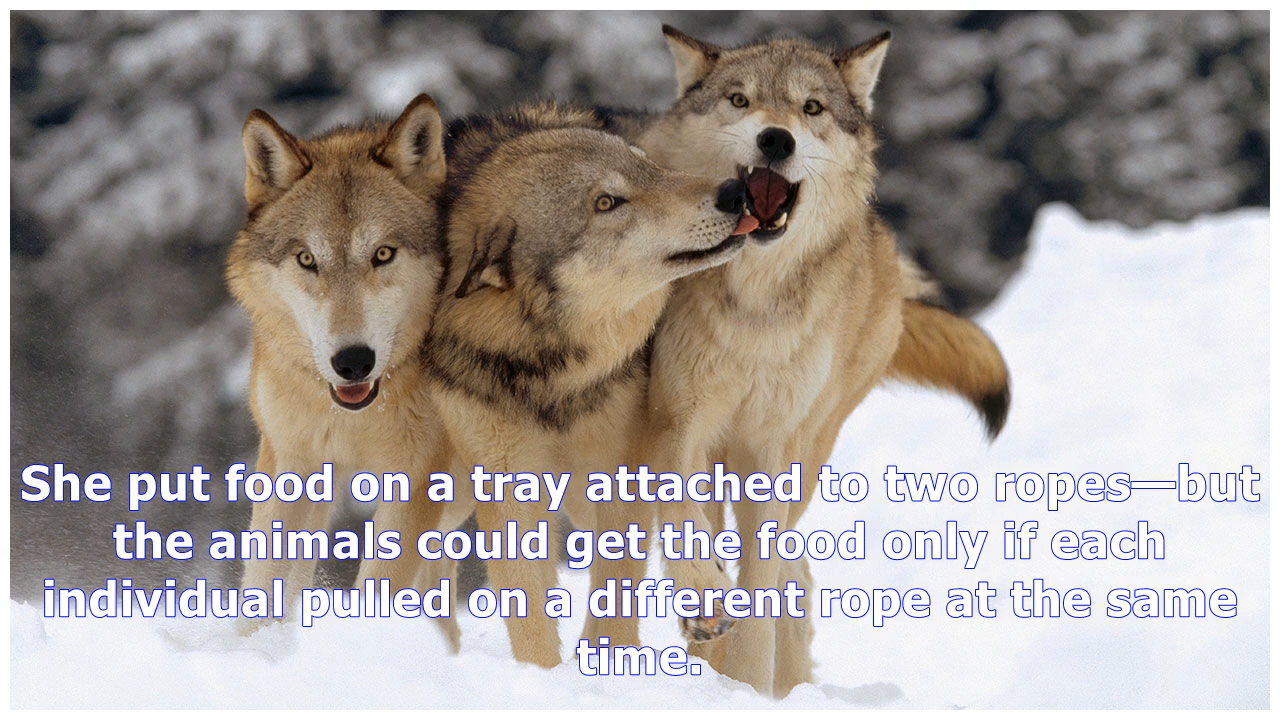 She put food on a tray attached to two ropes—but
the animals could get the food only if each
individual pulled on a different rope at the same
time.